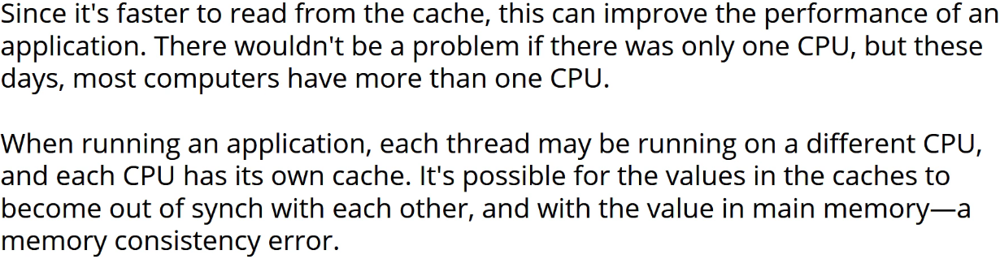 Since it's faster to read from the cache, this can improve the performance of an
application. There wouldn't be a problem if there was only one CPU, but these
days, most computers have more than one CPU.
When running an application, each thread may be running on a different CPU,
and each CPU has its own cache. It's possible for the values in the caches to
become out of synch with each other, and with the value in main memory—a
memory consistency error.